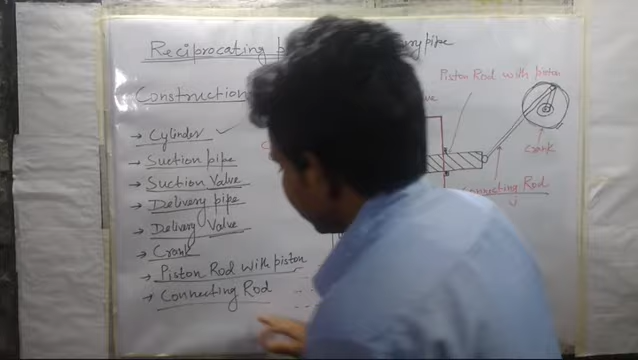 Reciprocating
pipe
Construction
Piston Rod with piston
→ Cylinder ✓
→ Suction pipe
→ Suction Valve
→ Delivery pipe
→ Delivery Valve
→ Crank
→ Piston Rod with piston
→ Connecting Rod
Crank
Connecting Rod